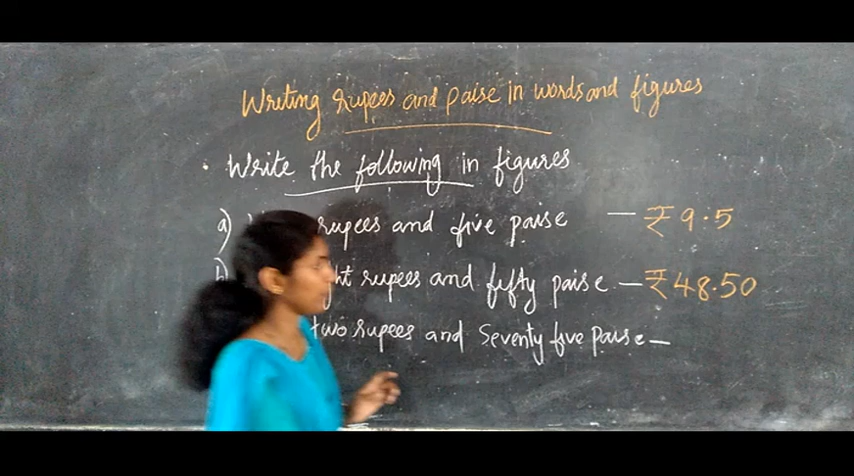 Writing rupees and paise in words and figures
Write the following in figures
a) rupees and five paise — ₹ 9.5
b) rupees and fifty paise — ₹ 48.50
two rupees and Seventy five paise —